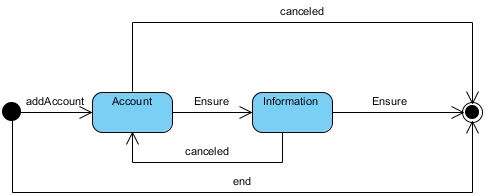 canceled
addAccount
Account
Ensure
Information
Ensure
canceled
end